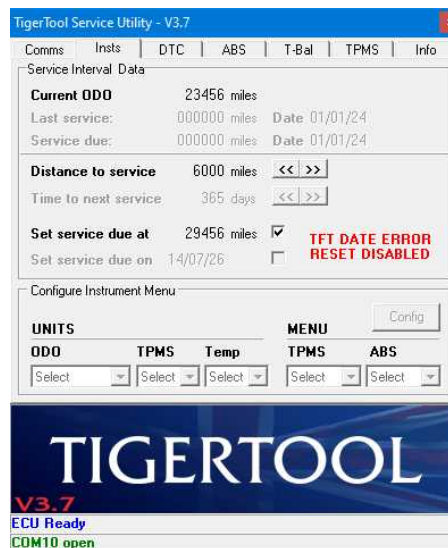 TigerTool Service Utility - V3.7
Comms Insts DTC ABS T-Bal TPMS Info
Service Interval Data
Current ODO 23456 miles
Last service: 000000 miles Date 01/01/24
Service due: 000000 miles Date 01/01/24
Distance to service 6000 miles << >>
Time to next service 365 days << >>
Set service due at 29456 miles
TFT DATE ERROR
RESET DISABLED
Set service due on 14/07/26
Configure Instrument Menu
Config
UNITS MENU
ODO TPMS Temp TPMS ABS
Select Select Select Select Select
TIGERTOOL
V3.7
ECU Ready
COM10 open